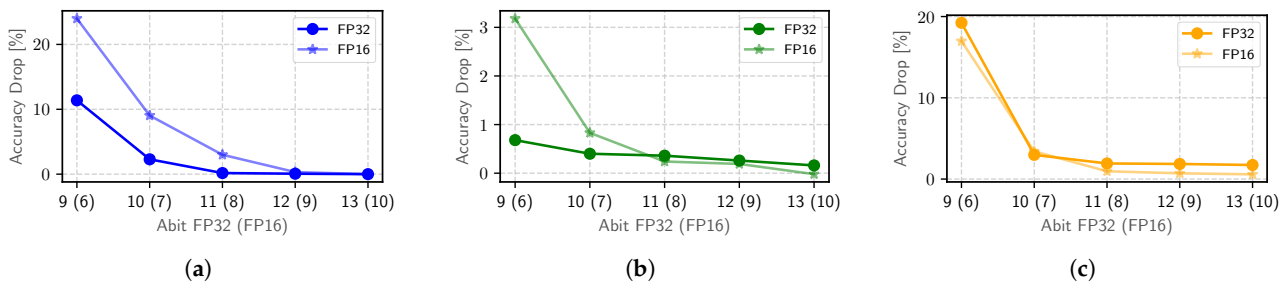 Accuracy Drop [%]
20
10
0
FP32
FP16
9 (6) 10 (7) 11 (8) 12 (9) 13 (10)
Abit FP32 (FP16)
(a)
Accuracy Drop [%]
3
2
1
0
FP32
FP16
9 (6) 10 (7) 11 (8) 12 (9) 13 (10)
Abit FP32 (FP16)
(b)
Accuracy Drop [%]
20
10
0
FP32
FP16
9 (6) 10 (7) 11 (8) 12 (9) 13 (10)
Abit FP32 (FP16)
(c)